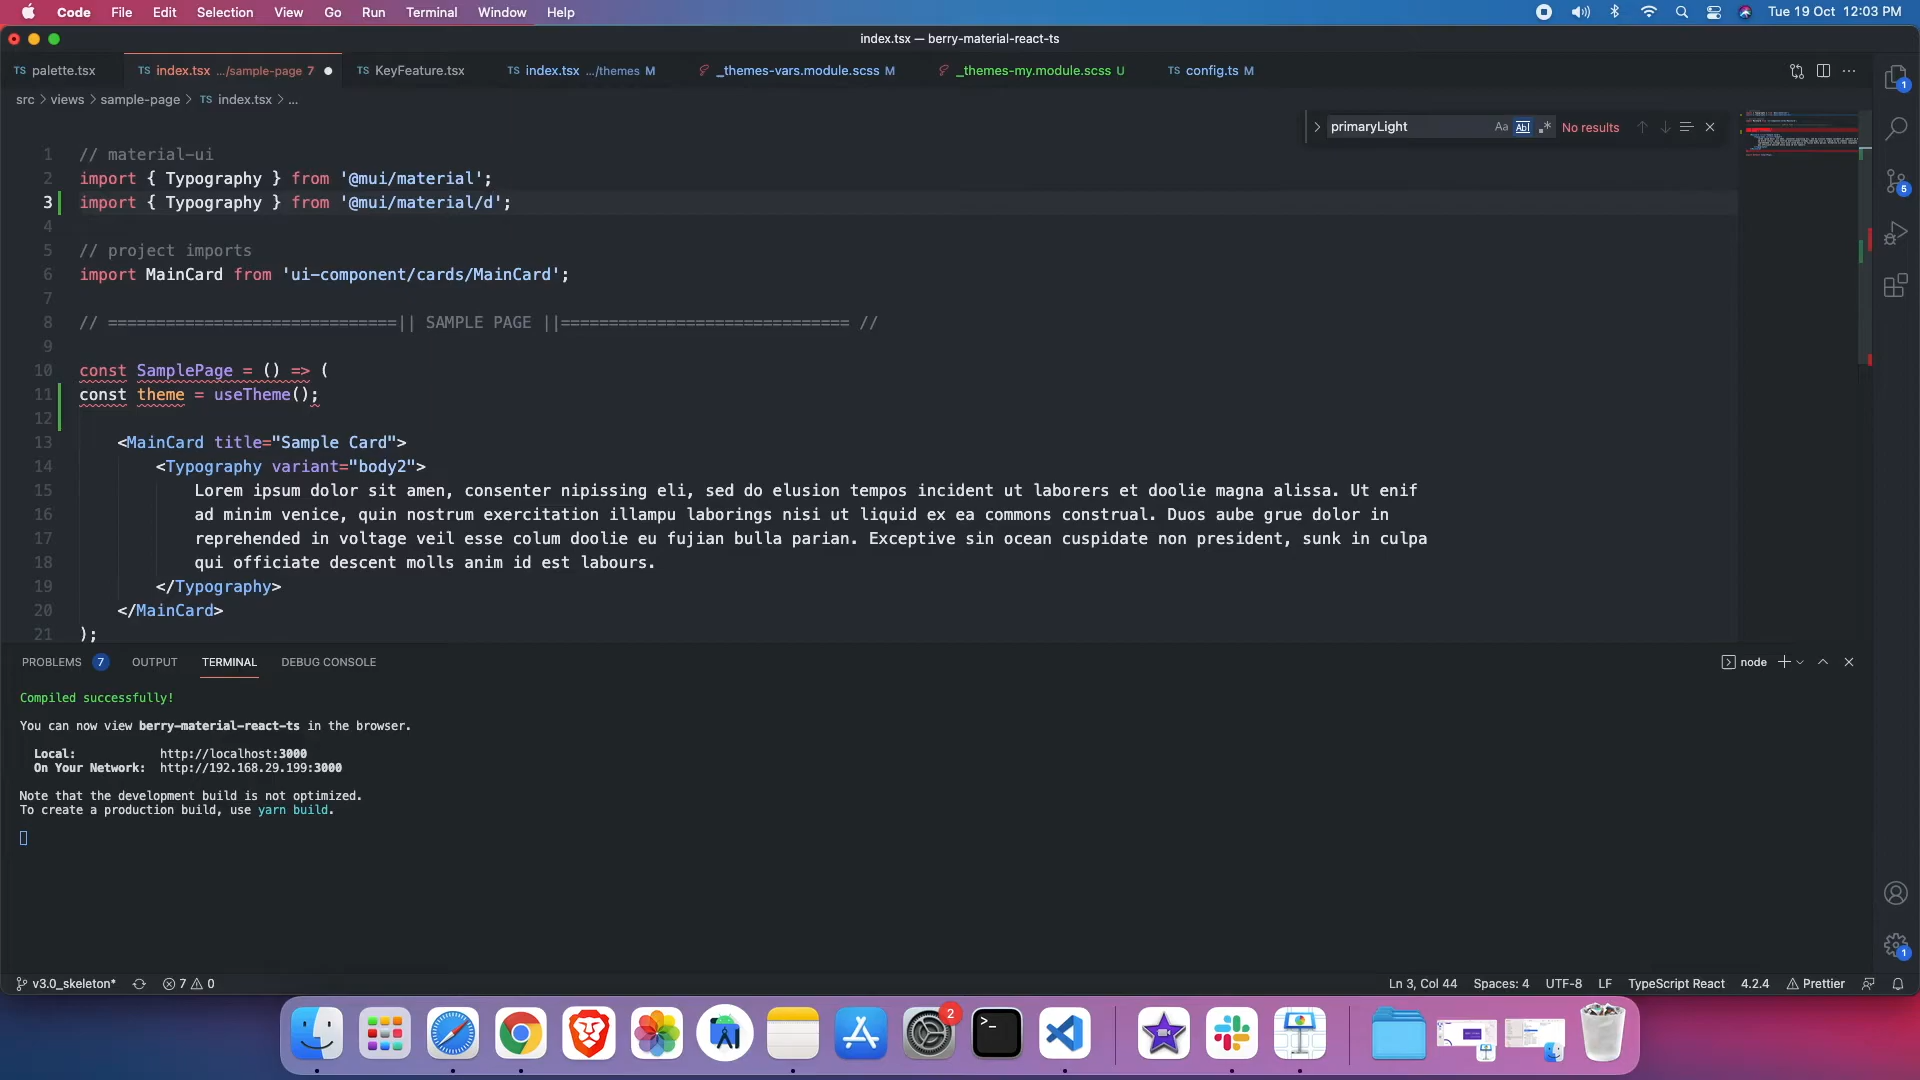 Code File Edit Selection View Go Run Terminal Window Help Tue 19 Oct 12:03 PM
index.tsx — berry-material-react-ts
TS palette.tsx TS index.tsx .../sample-page 7 TS KeyFeature.tsx TS index.tsx .../themes M _themes-vars.module.scss M _themes-my.module.scss U TS config.ts M
src > views > sample-page > TS index.tsx > ...
primaryLight Aa Ab .* No results
1 // material-ui
2 import { Typography } from '@mui/material';
3 import { Typography } from '@mui/material/d';
4
5 // project imports
6 import MainCard from 'ui-component/cards/MainCard';
7
8 // ==============================|| SAMPLE PAGE ||============================== //
9
10 const SamplePage = () => (
11 const theme = useTheme();
12
13 <MainCard title="Sample Card">
14 <Typography variant="body2">
15 Lorem ipsum dolor sit amen, consenter nipissing eli, sed do elusion tempos incident ut laborers et doolie magna alissa. Ut enif
16 ad minim venice, quin nostrum exercitation illampu laborings nisi ut liquid ex ea commons construal. Duos aube grue dolor in
17 reprehended in voltage veil esse colum doolie eu fujian bulla parian. Exceptive sin ocean cuspidate non president, sunk in culpa
18 qui officiate descent molls anim id est labours.
19 </Typography>
20 </MainCard>
21 );
1
5
1
PROBLEMS 7 OUTPUT TERMINAL DEBUG CONSOLE node
Compiled successfully!
You can now view berry-material-react-ts in the browser.
Local: http://localhost:3000
On Your Network: http://192.168.29.199:3000
Note that the development build is not optimized.
To create a production build, use yarn build.
v3.0_skeleton* 7 0 Ln 3, Col 44 Spaces: 4 UTF-8 LF TypeScript React 4.2.4 Prettier
2
>_